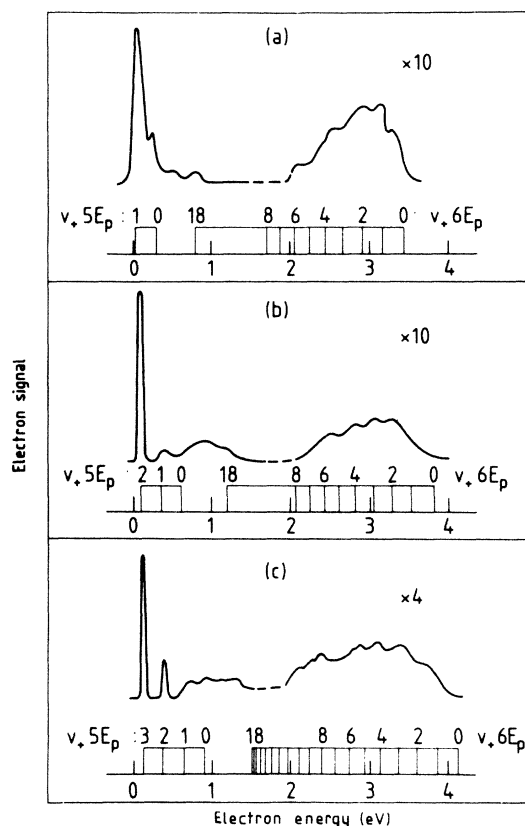 (a)
×10
v₊ 5Eₚ : 1 0 18 8 6 4 2 0 v₊ 6Eₚ
0 1 2 3 4
(b)
×10
v₊ 5Eₚ : 2 1 0 18 8 6 4 2 0 v₊ 6Eₚ
0 1 2 3 4
(c)
×4
v₊ 5Eₚ : 3 2 1 0 18 8 6 4 2 0 v₊ 6Eₚ
0 1 2 3 4
Electron energy (eV)
Electron signal